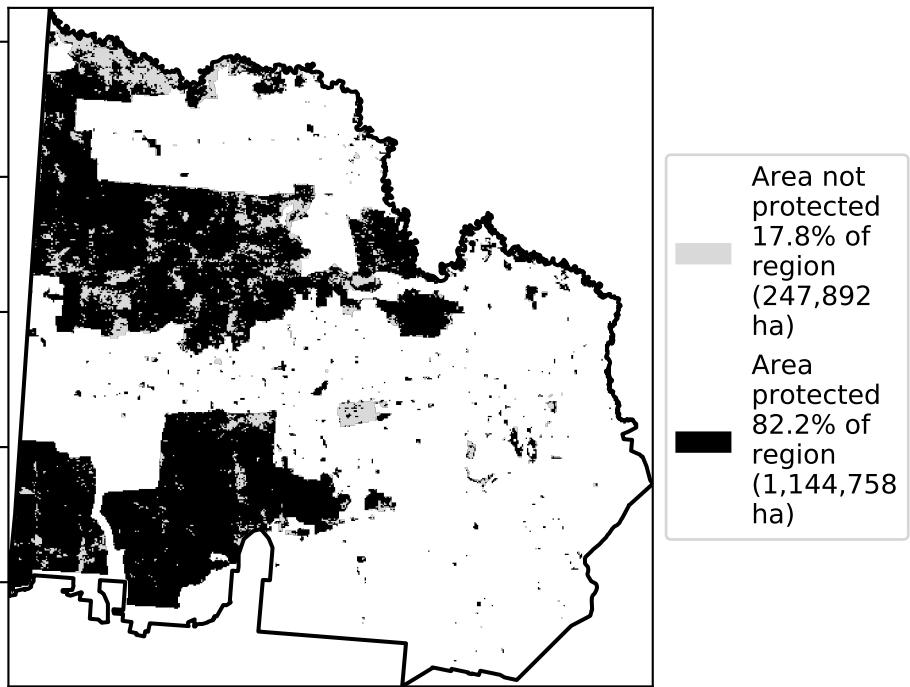 Area not
protected
17.8% of
region
(247,892
ha)
Area
protected
82.2% of
region
(1,144,758
ha)